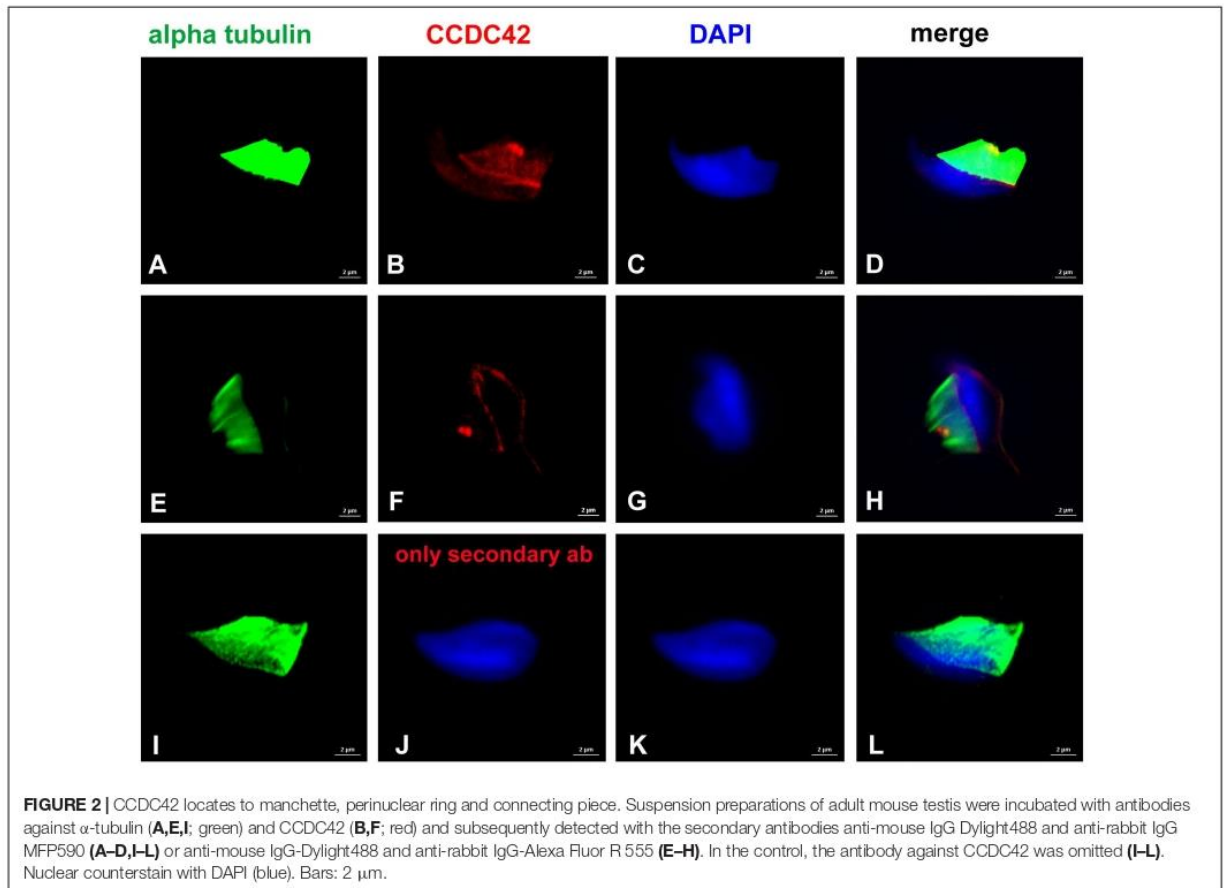 alpha tubulin CCDC42 DAPI merge
A B C D
2 µm 2 µm 2 µm 2 µm
E F G H
2 µm 2 µm 2 µm 2 µm
only secondary ab
I J K L
2 µm 2 µm 2 µm 2 µm
FIGURE 2 | CCDC42 locates to manchette, perinuclear ring and connecting piece. Suspension preparations of adult mouse testis were incubated with antibodies
against α-tubulin (A,E,I; green) and CCDC42 (B,F; red) and subsequently detected with the secondary antibodies anti-mouse IgG Dylight488 and anti-rabbit IgG
MFP590 (A–D,I–L) or anti-mouse IgG-Dylight488 and anti-rabbit IgG-Alexa Fluor R 555 (E–H). In the control, the antibody against CCDC42 was omitted (I–L).
Nuclear counterstain with DAPI (blue). Bars: 2 µm.